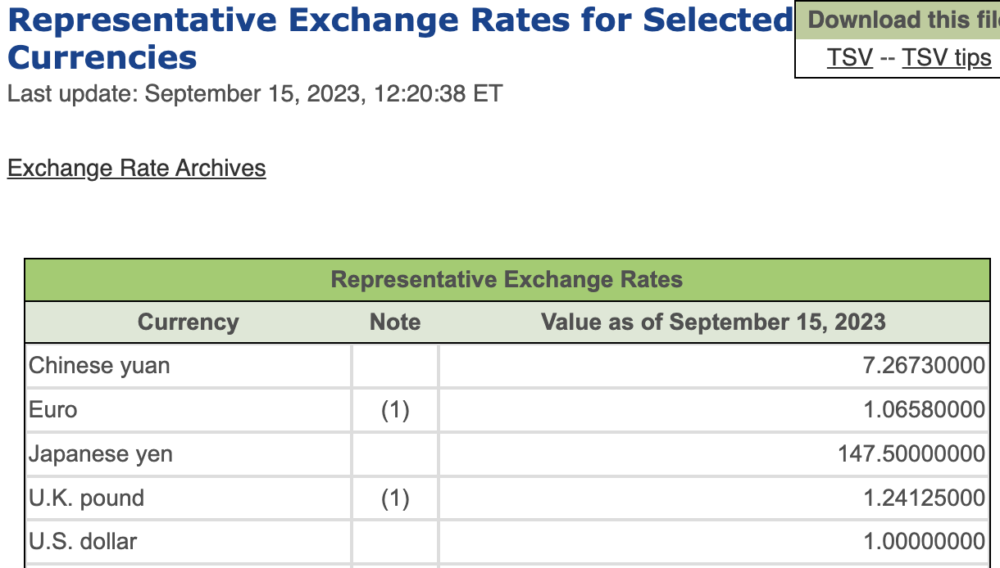 Representative Exchange Rates for Selected
Currencies
Download this
TSV -- TSV tips
Last update: September 15, 2023, 12:20:38 ET
Exchange Rate Archives
Representative Exchange Rates
Currency Note Value as of September 15, 2023
Chinese yuan 7.26730000
Euro (1) 1.06580000
Japanese yen 147.50000000
U.K. pound (1) 1.24125000
U.S. dollar 1.00000000